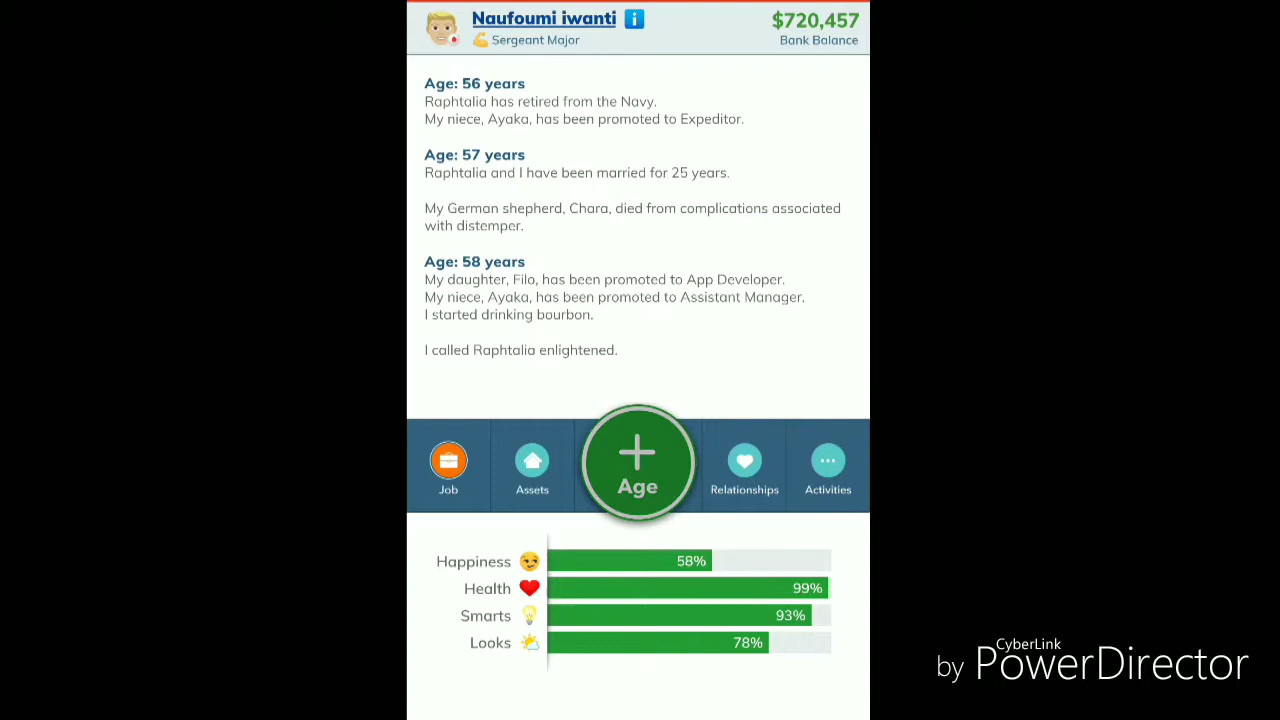 Naufoumi iwanti
$720,457
Sergeant Major
Bank Balance
Age: 56 years
Raphtalia has retired from the Navy.
My niece, Ayaka, has been promoted to Expeditor.
Age: 57 years
Raphtalia and I have been married for 25 years.
My German shepherd, Chara, died from complications associated
with distemper.
Age: 58 years
My daughter, Filo, has been promoted to App Developer.
My niece, Ayaka, has been promoted to Assistant Manager.
I started drinking bourbon.
I called Raphtalia enlightened.
Job
Assets
Age
Relationships
Activities
Happiness 58%
Health 99%
Smarts 93%
Looks 78%
CyberLink
by PowerDirector